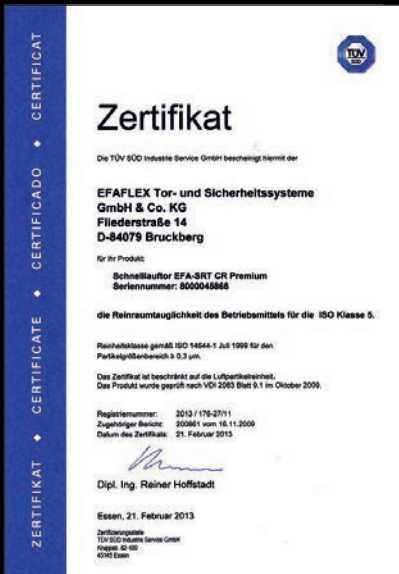 TÜV
SÜD
Zertifikat
Die TÜV SÜD Industrie Service GmbH bescheinigt hiermit der
EFAFLEX Tor- und Sicherheitssysteme
GmbH & Co. KG
Fliederstraße 14
D-84079 Bruckberg
für ihr Produkt:
Schnelllauftor EFA-SRT CR Premium
Seriennummer: 8000045868
die Reinraumtauglichkeit des Betriebsmittels für die ISO Klasse 5.
Reinheitsklasse gemäß ISO 14644-1 Juli 1999 für den
Partikelgrößenbereich ≥ 0,3 µm.
Das Zertifikat ist beschränkt auf die Luftpartikelreinheit.
Das Produkt wurde geprüft nach VDI 2083 Blatt 9.1 im Oktober 2009.
Registriernummer: 2013 / 176-27/11
Zugehöriger Bericht: 200861 vom 16.11.2009
Datum des Zertifikats: 21. Februar 2013
Dipl. Ing. Reiner Hoffstadt
Essen, 21. Februar 2013
Zertifizierungsstelle
TÜV SÜD Industrie Service GmbH
Kruppstr. 82-100
45145 Essen
ZERTIFIKAT ◆ CERTIFICATE ◆ CERTIFICADO ◆ CERTIFICAT